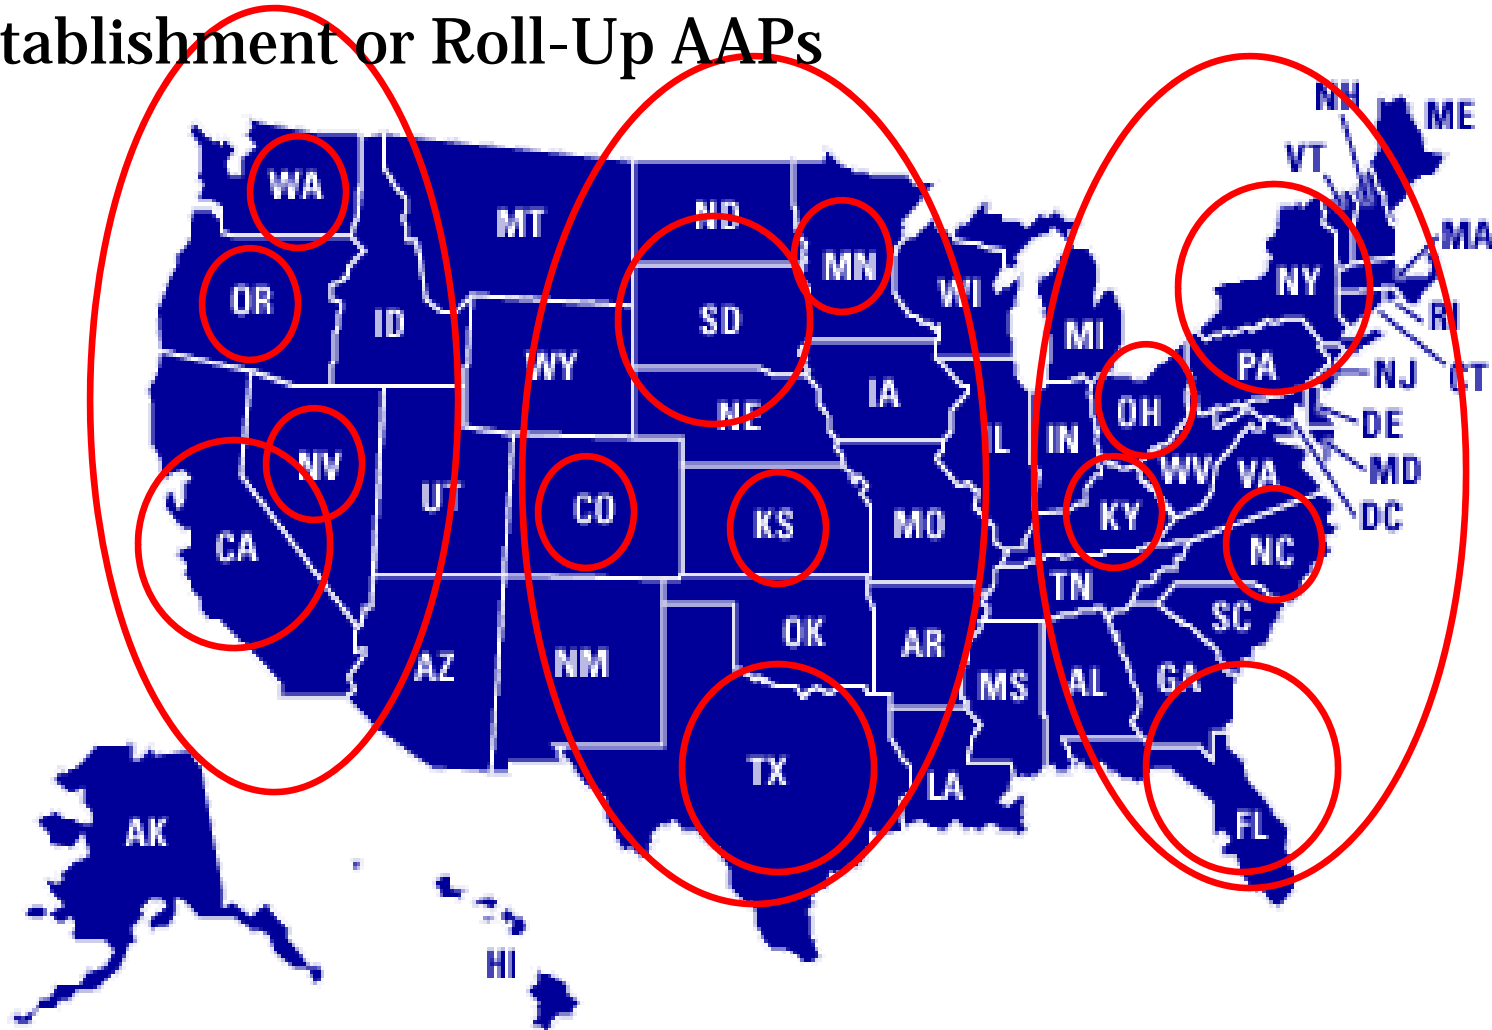 tablishment or Roll-Up AAPs
NH
ME
VT
WA
MT
ND
MN
MA
OR
ID
SD
WI
NY
MI
RI
WY
PA
NJ
CT
IA
NE
OH
DE
IL
IN
NV
UT
CO
KS
MO
WV
VA
MD
KY
DC
CA
NC
TN
OK
AR
SC
AZ
NM
MS
AL
GA
TX
LA
AK
FL
HI